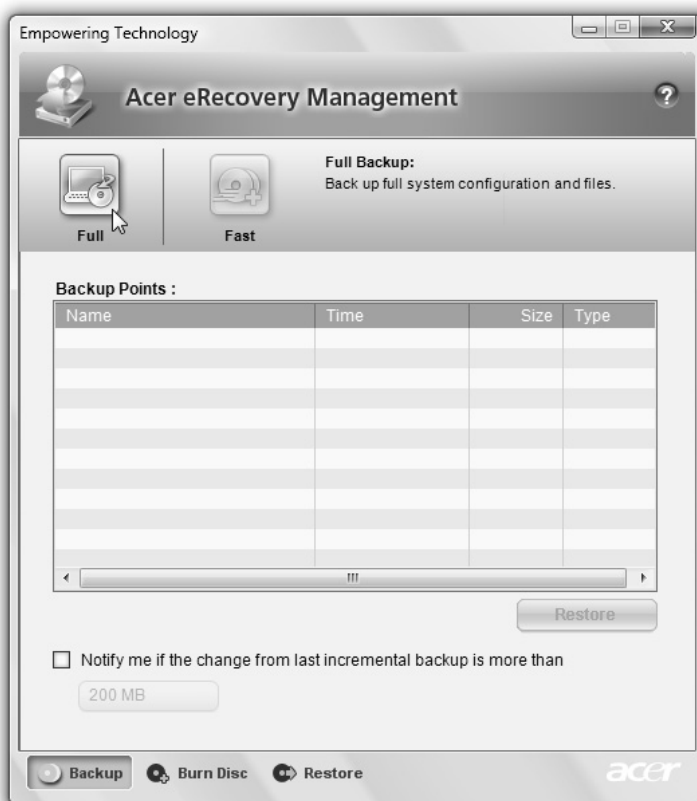 Empowering Technology
Acer eRecovery Management
?
Full Backup:
Back up full system configuration and files.
Full
Fast
Backup Points :
Name Time Size Type
Restore
Notify me if the change from last incremental backup is more than
200 MB
Backup Burn Disc Restore acer